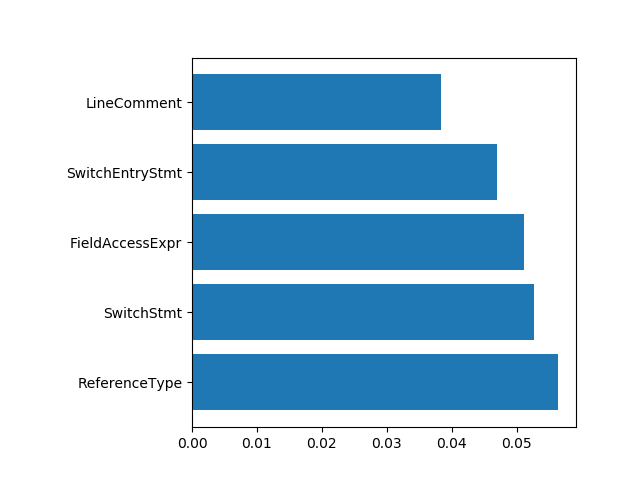 LineComment
SwitchEntryStmt
FieldAccessExpr
SwitchStmt
ReferenceType
0.00 0.01 0.02 0.03 0.04 0.05